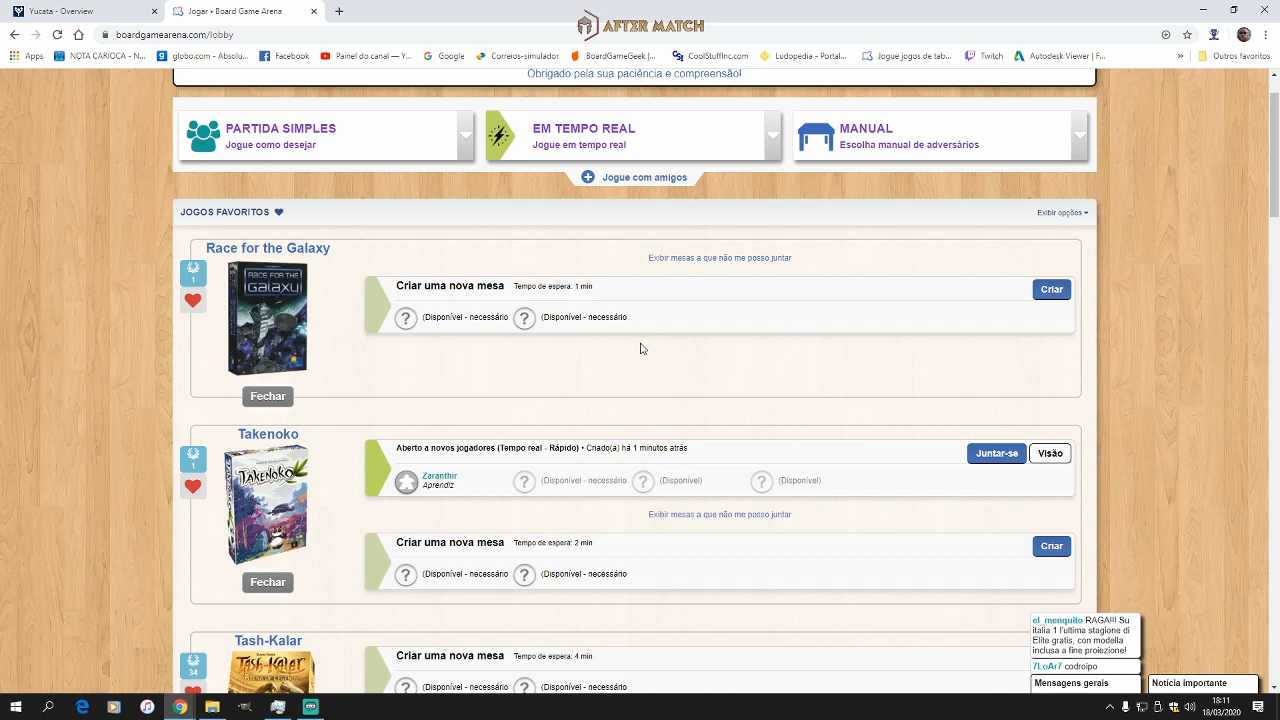 Yucata - Overview
Jogar • Board Game Arena
AFTER MATCH
boardgamearena.com/lobby
Apps
NOTA CARIOCA - N...
globo.com - Absolu...
Facebook
Painel do canal — Y...
Google
Correios-simulador
BoardGameGeek |...
CoolStuffInc.com
Ludopedia - Portal...
Jogue jogos de tab...
Twitch
Autodesk Viewer | F...
»
Outros favoritos
Obrigado pela sua paciência e compreensão!
PARTIDA SIMPLES
Jogue como desejar
EM TEMPO REAL
Jogue em tempo real
MANUAL
Escolha manual de adversários
Jogue com amigos
JOGOS FAVORITOS
Exibir opções
Race for the Galaxy
1
RACE FOR THE
GALAXY
Exibir mesas a que não me posso juntar
Criar uma nova mesa Tempo de espera: 1 min
Criar
? (Disponível - necessário ? (Disponível - necessário
Fechar
Takenoko
1
TAKENOKO
Aberto a novos jogadores (Tempo real - Rápido) • Criado(a) há 1 minutos atrás
Juntar-se
Visão
Zaranthir
Aprendiz
? (Disponível - necessário ? (Disponível) ? (Disponível)
Exibir mesas a que não me posso juntar
Criar uma nova mesa Tempo de espera: 2 min
Criar
? (Disponível - necessário ? (Disponível - necessário
Fechar
Tash-Kalar
34
TASH-KALAR
Criar uma nova mesa Tempo de espera: 4 min
? (Disponível - necessário ? (Disponível - necessário
el_menquito RAGA!!! Su
italia 1 l'ultima stagione di
Elite gratis, con modella
inclusa a fine proiezione!
7LoAr7 codroipo
Mensagens gerais
Notícia importante
18:11
18/03/2020